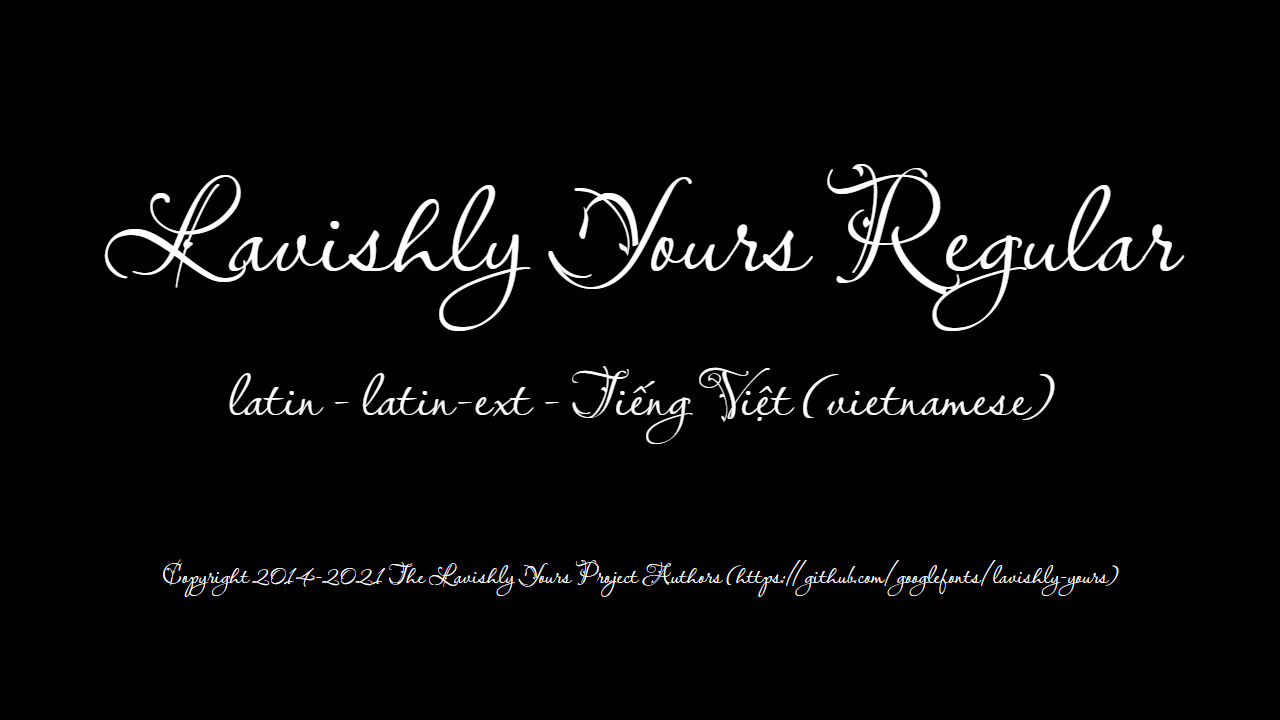 Lavishly Yours Regular
latin - latin-ext - Tiếng Việt (vietnamese)
Copyright 2014-2021 The Lavishly Yours Project Authors (https://github.com/googlefonts/lavishly-yours)